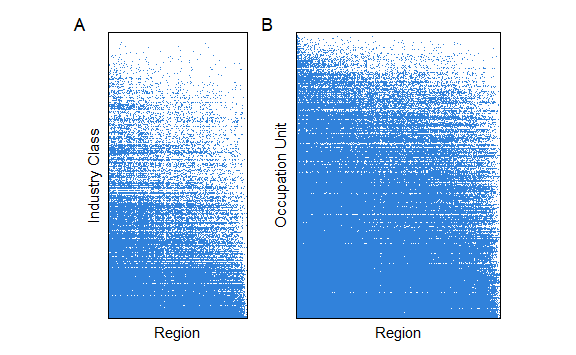 A
B
Industry Class
Occupation Unit
Region
Region